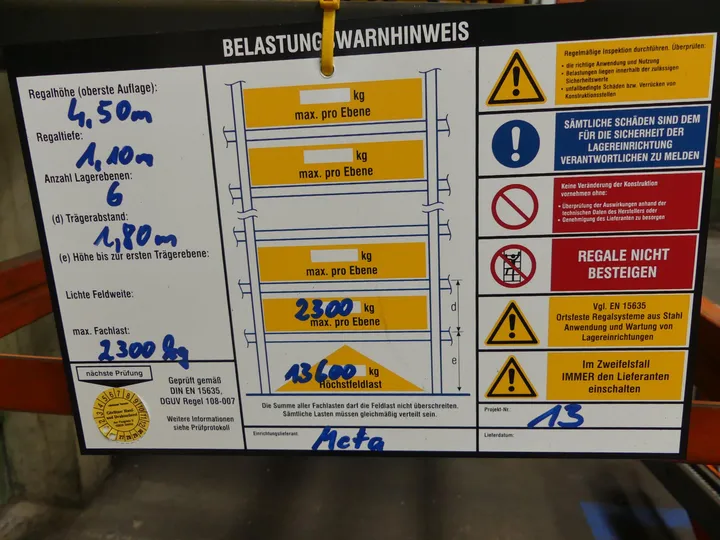 BELASTUNGSWARNHINWEIS
Regalhöhe (oberste Auflage):
4,50m
Regaltiefe:
1,10m
Anzahl Lagerebenen:
6
(d) Trägerabstand:
1,80m
(e) Höhe bis zur ersten Trägerebene:
Lichte Feldweite:
max. Fachlast:
2300 kg
nächste Prüfung
Geprüft gemäß
DIN EN 15635,
DGUV Regel 108-007
Weitere Informationen
siehe Prüfprotokoll
kg
max. pro Ebene
kg
max. pro Ebene
kg
max. pro Ebene
2300 kg
max. pro Ebene
13600 kg
Höchstfeldlast
d
e
Die Summe aller Fachlasten darf die Feldlast nicht überschreiten.
Sämtliche Lasten müssen gleichmäßig verteilt sein.
Einrichtungslieferant:
Meta
Regelmäßige Inspektion durchführen. Überprüfen:
• die richtige Anwendung und Nutzung
• Belastungen liegen innerhalb der zulässigen
Sicherheitswerte
• unfallbedingte Schäden bzw. Verrücken von
Konstruktionsteilen
SÄMTLICHE SCHÄDEN SIND DEM
FÜR DIE SICHERHEIT DER
LAGEREINRICHTUNG
VERANTWORTLICHEN ZU MELDEN
Keine Veränderung der Konstruktion
vornehmen ohne:
• Überprüfung der Auswirkungen anhand der
technischen Daten des Herstellers oder
• Genehmigung des Lieferanten zu besorgen
REGALE NICHT
BESTEIGEN
Vgl. EN 15635
Ortsfeste Regalsysteme aus Stahl
Anwendung und Wartung von
Lagereinrichtungen
Im Zweifelsfall
IMMER den Lieferanten
einschalten
Projekt-Nr.
13
Lieferdatum: